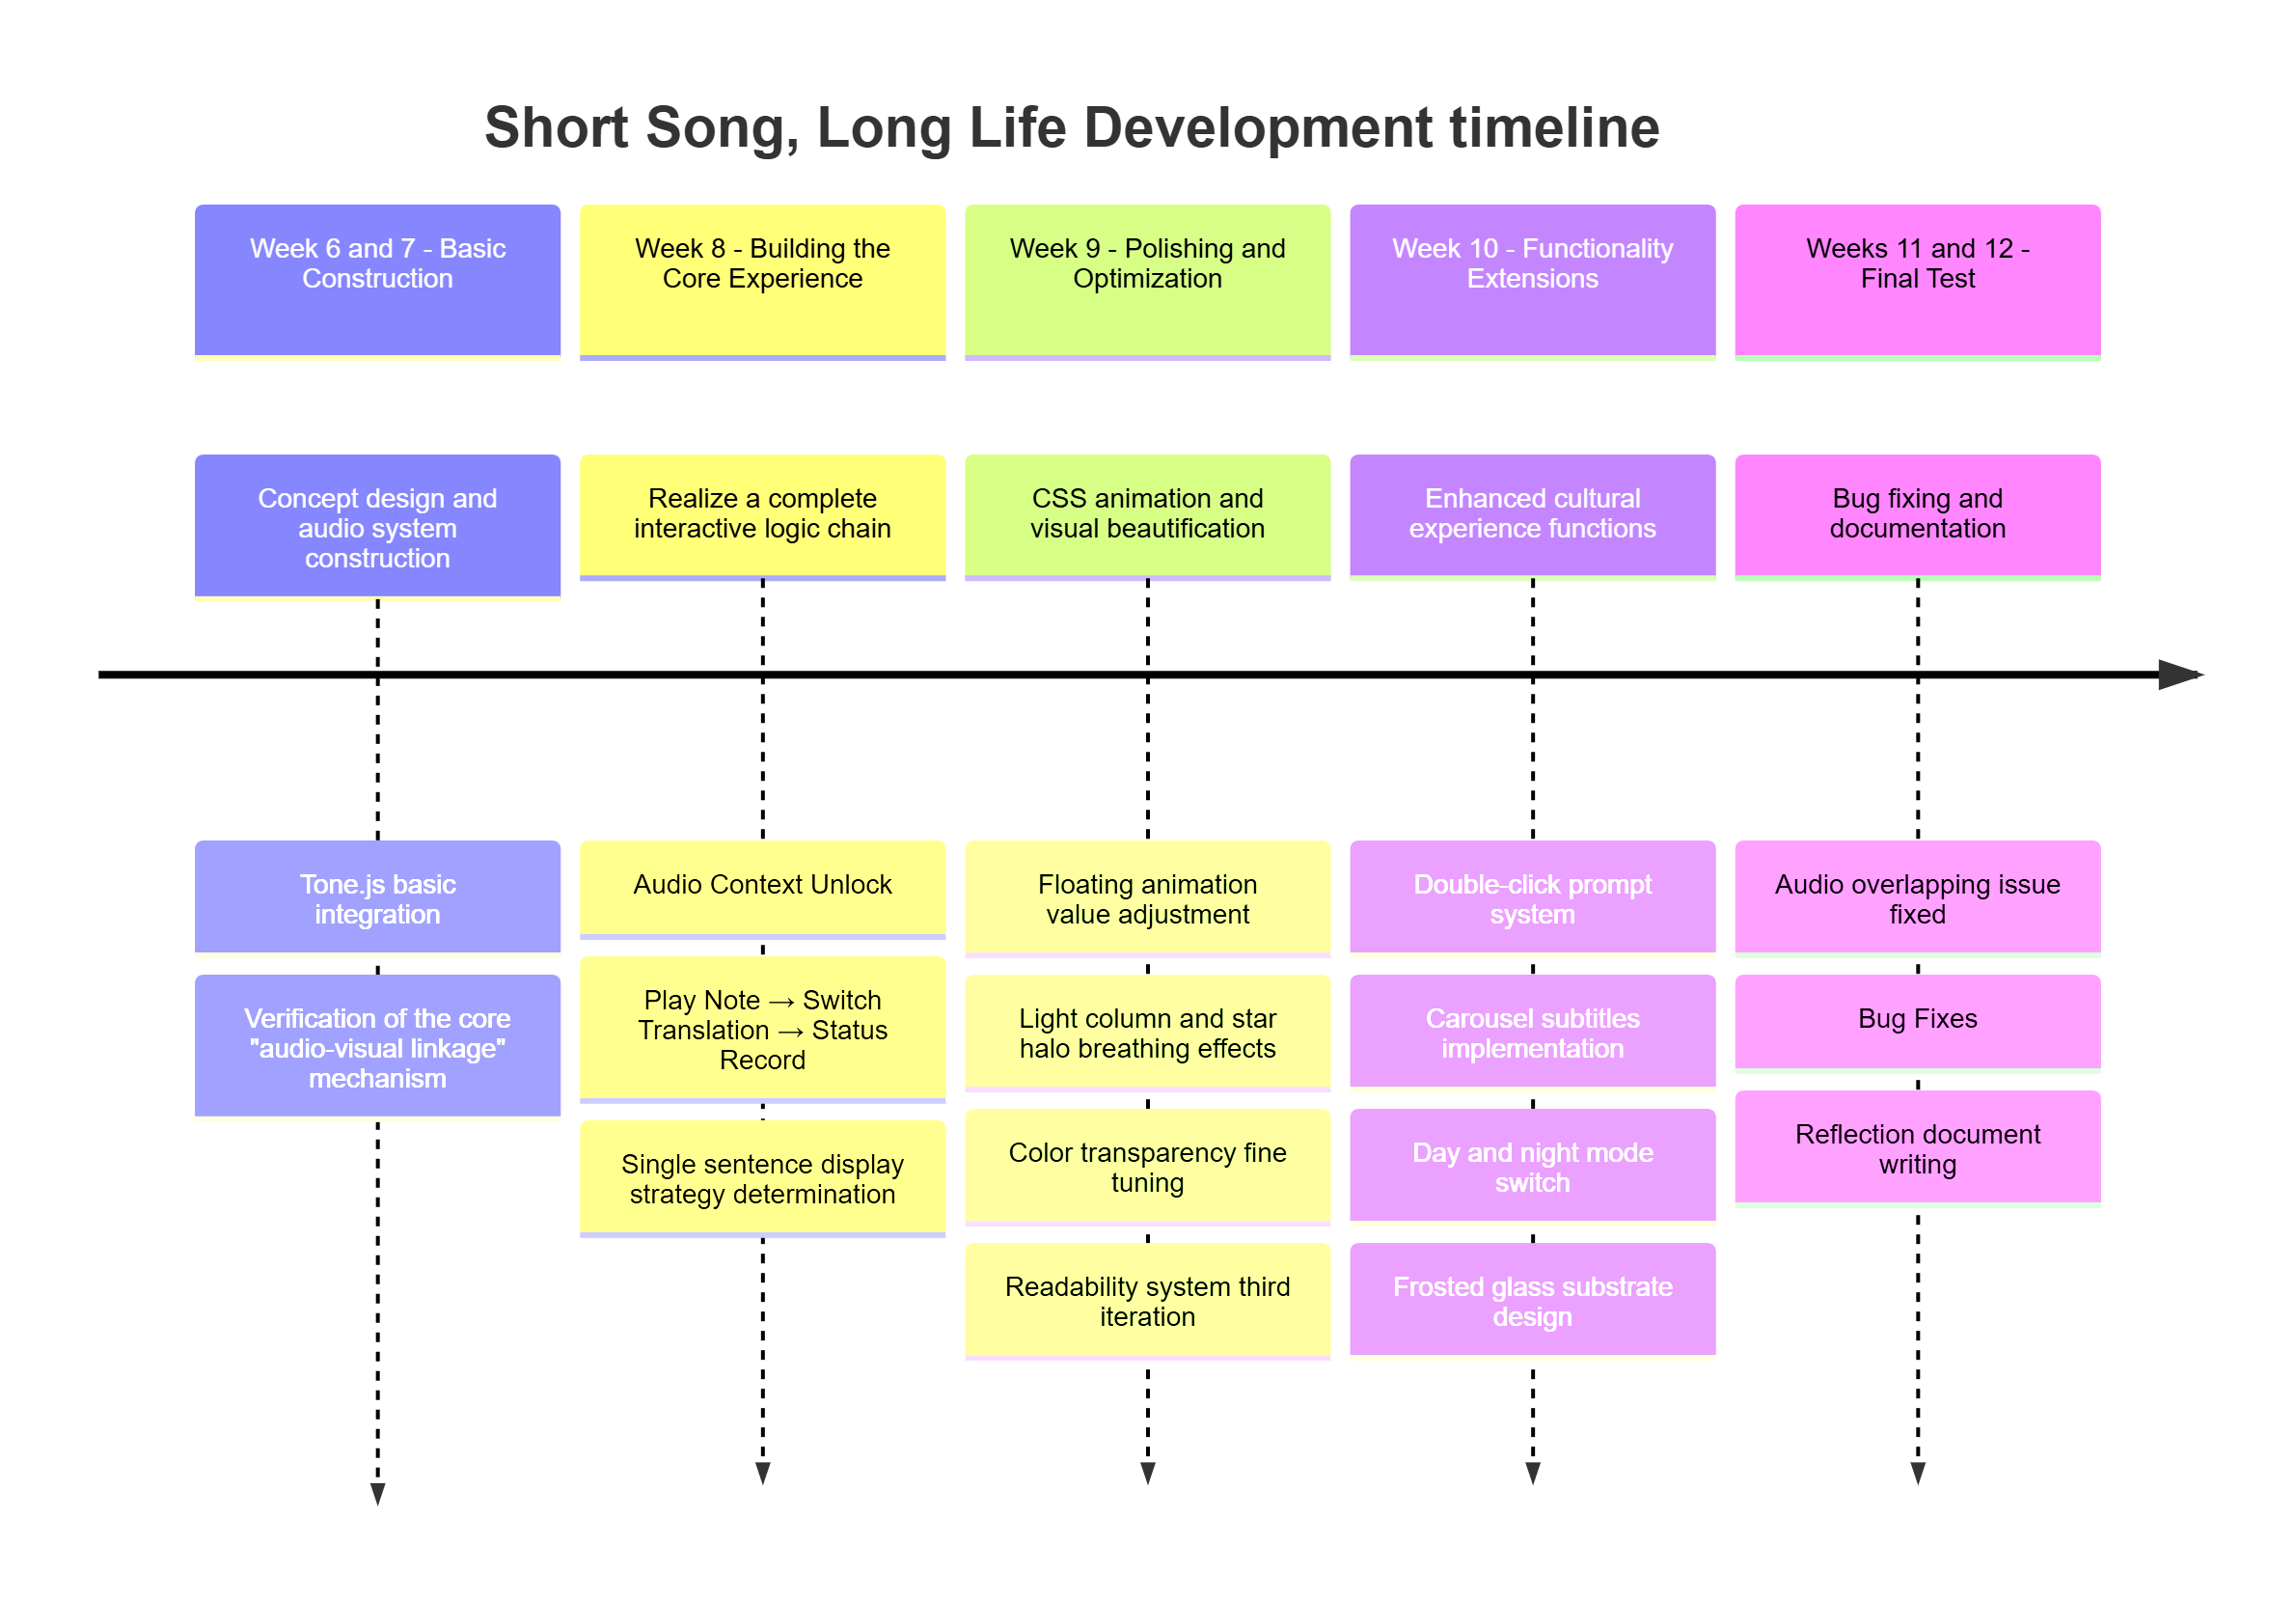 Short Song, Long Life Development timeline
Week 6 and 7 - Basic
Construction
Week 8 - Building the
Core Experience
Week 9 - Polishing and
Optimization
Week 10 - Functionality
Extensions
Weeks 11 and 12 -
Final Test
Concept design and
audio system
construction
Realize a complete
interactive logic chain
CSS animation and
visual beautification
Enhanced cultural
experience functions
Bug fixing and
documentation
Tone.js basic
integration
Verification of the core
"audio-visual linkage"
mechanism
Audio Context Unlock
Play Note → Switch
Translation → Status
Record
Single sentence display
strategy determination
Floating animation
value adjustment
Light column and star
halo breathing effects
Color transparency fine
tuning
Readability system third
iteration
Double-click prompt
system
Carousel subtitles
implementation
Day and night mode
switch
Frosted glass substrate
design
Audio overlapping issue
fixed
Bug Fixes
Reflection document
writing